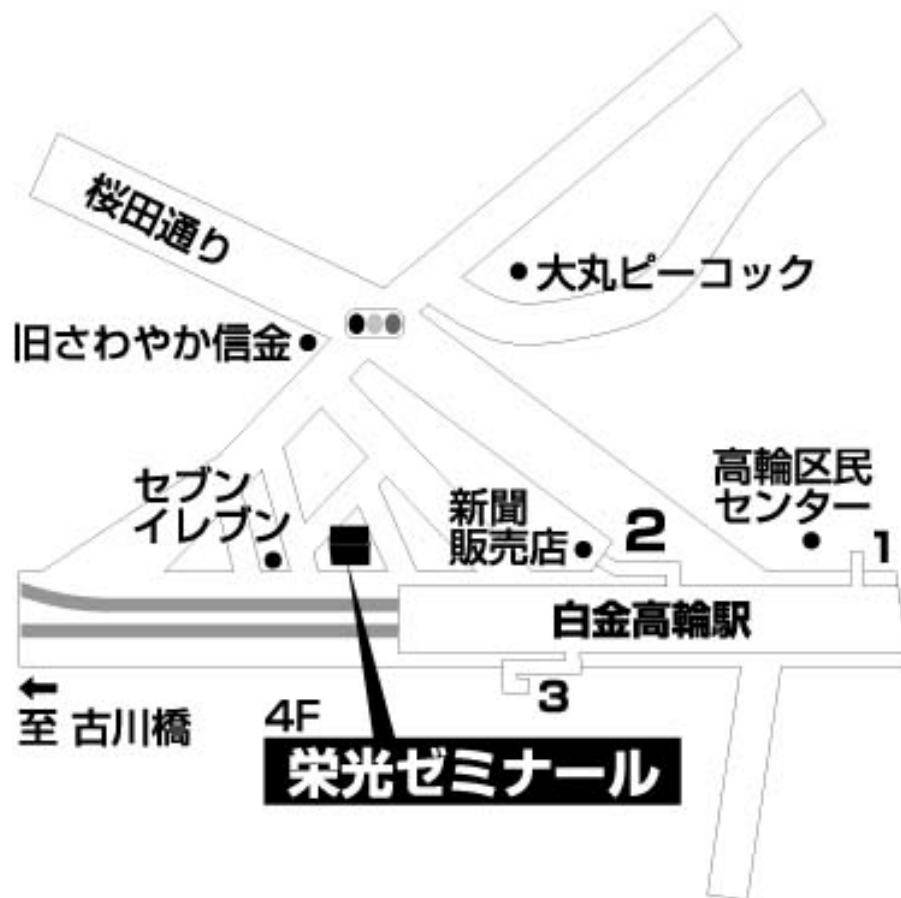 桜田通り
大丸ピーコック
旧さわやか信金
高輪区民
センター
セブン
イレブン
新聞
販売店
2
1
白金高輪駅
3
至 古川橋
4F
栄光ゼミナール